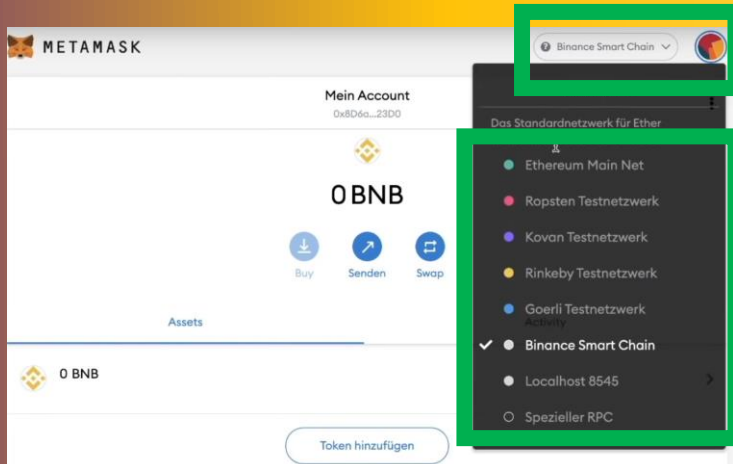 METAMASK
Binance Smart Chain
Mein Account
0x8D6a...23D0
Das Standardnetzwerk für Ether
0 BNB
Buy
Senden
Swap
Ethereum Main Net
Ropsten Testnetzwerk
Kovan Testnetzwerk
Rinkeby Testnetzwerk
Goerli Testnetzwerk
Binance Smart Chain
Localhost 8545
Spezieller RPC
Assets
Activity
0 BNB
Token hinzufügen